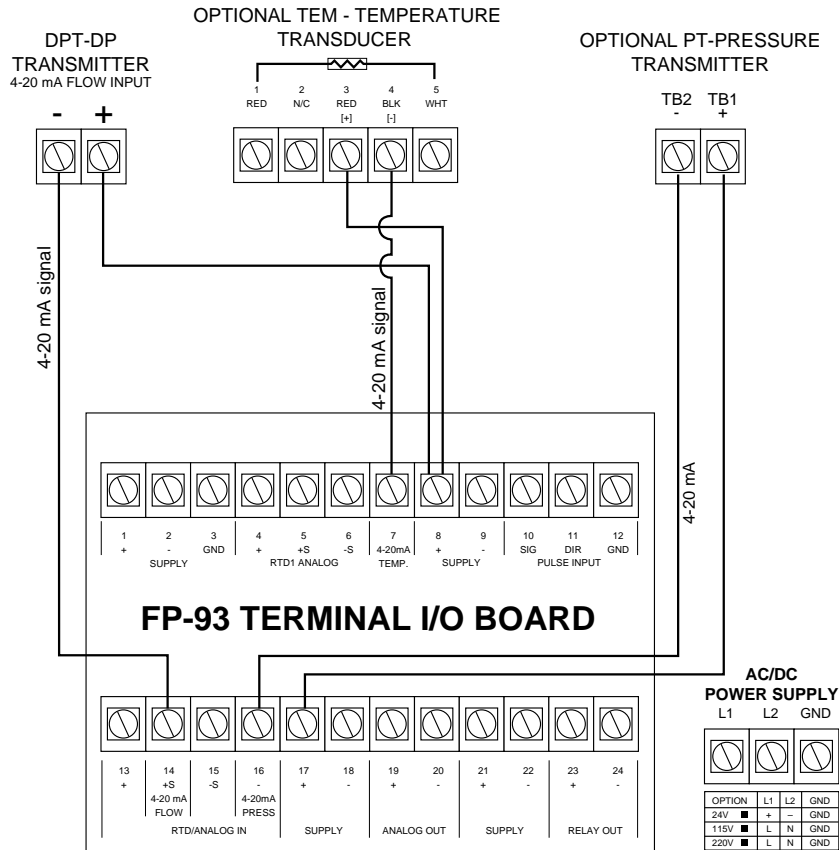 DPT-DP
TRANSMITTER
4-20 mA FLOW INPUT
- +
OPTIONAL TEM - TEMPERATURE
TRANSDUCER
1 2 3 4 5
RED N/C RED BLK WHT
[+] [-]
OPTIONAL PT-PRESSURE
TRANSMITTER
TB2 TB1
- +
4-20 mA signal
4-20 mA signal
4-20 mA
1 2 3 4 5 6 7 8 9 10 11 12
+ - GND + +S -S 4-20mA + - SIG DIR GND
SUPPLY RTD1 ANALOG TEMP. SUPPLY PULSE INPUT
FP-93 TERMINAL I/O BOARD
13 14 15 16 17 18 19 20 21 22 23 24
+ +S -S - + - + - + - + -
4-20 mA 4-20mA
FLOW PRESS
RTD/ANALOG IN SUPPLY ANALOG OUT SUPPLY RELAY OUT
AC/DC
POWER SUPPLY
L1 L2 GND
OPTION L1 L2 GND
24V + – GND
115V L N GND
220V L N GND